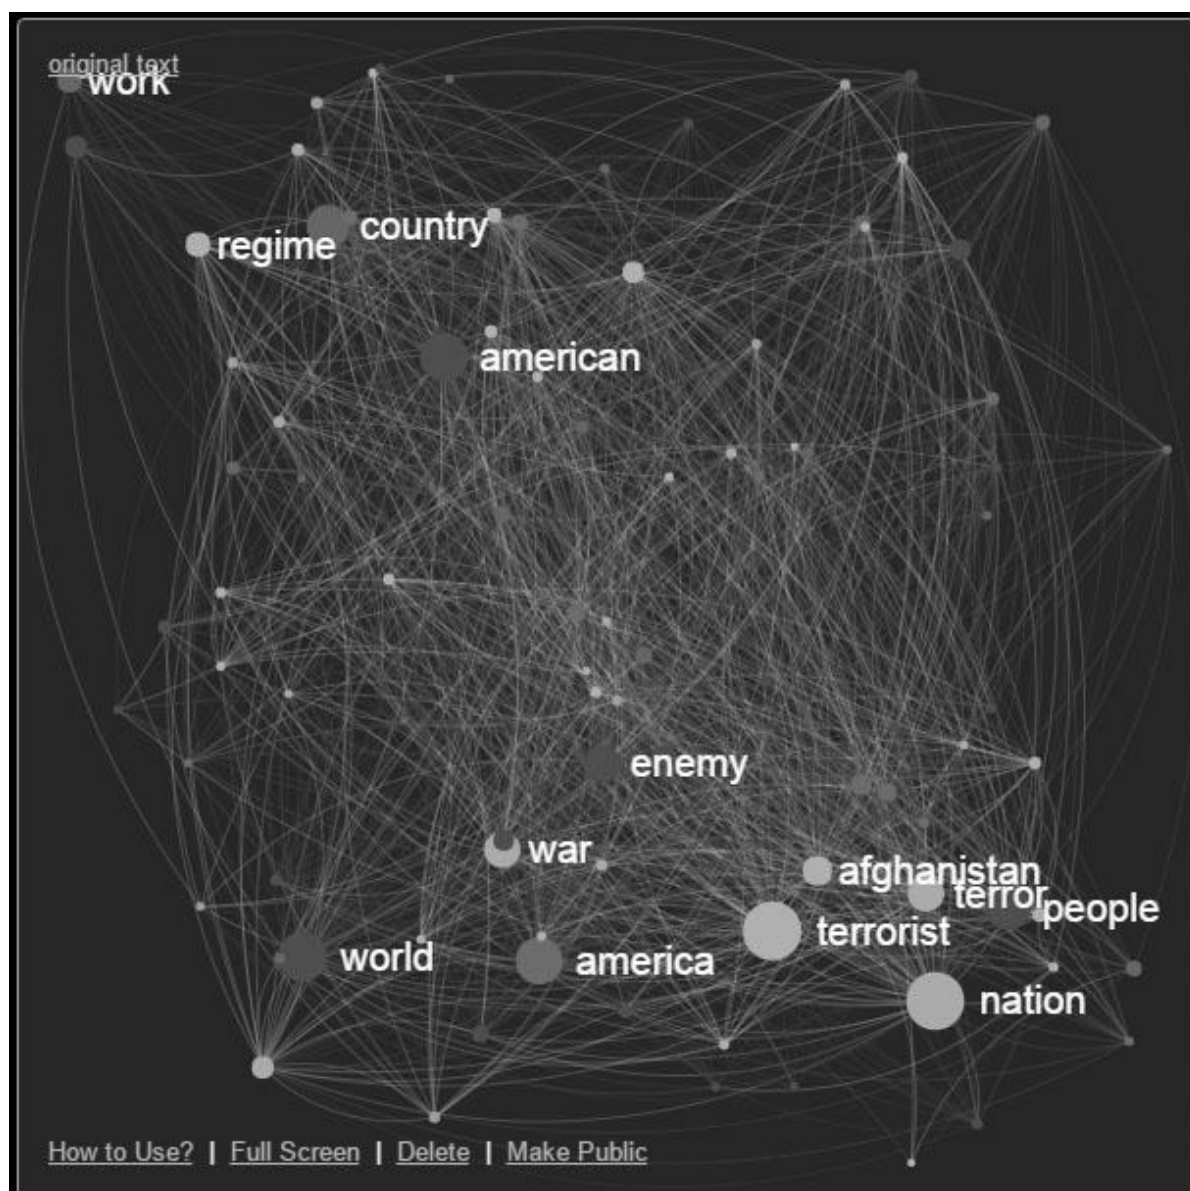 original text
work
country
regime
american
enemy
war
afghanistan
terror
people
terrorist
world
america
nation
How to Use? | Full Screen | Delete | Make Public